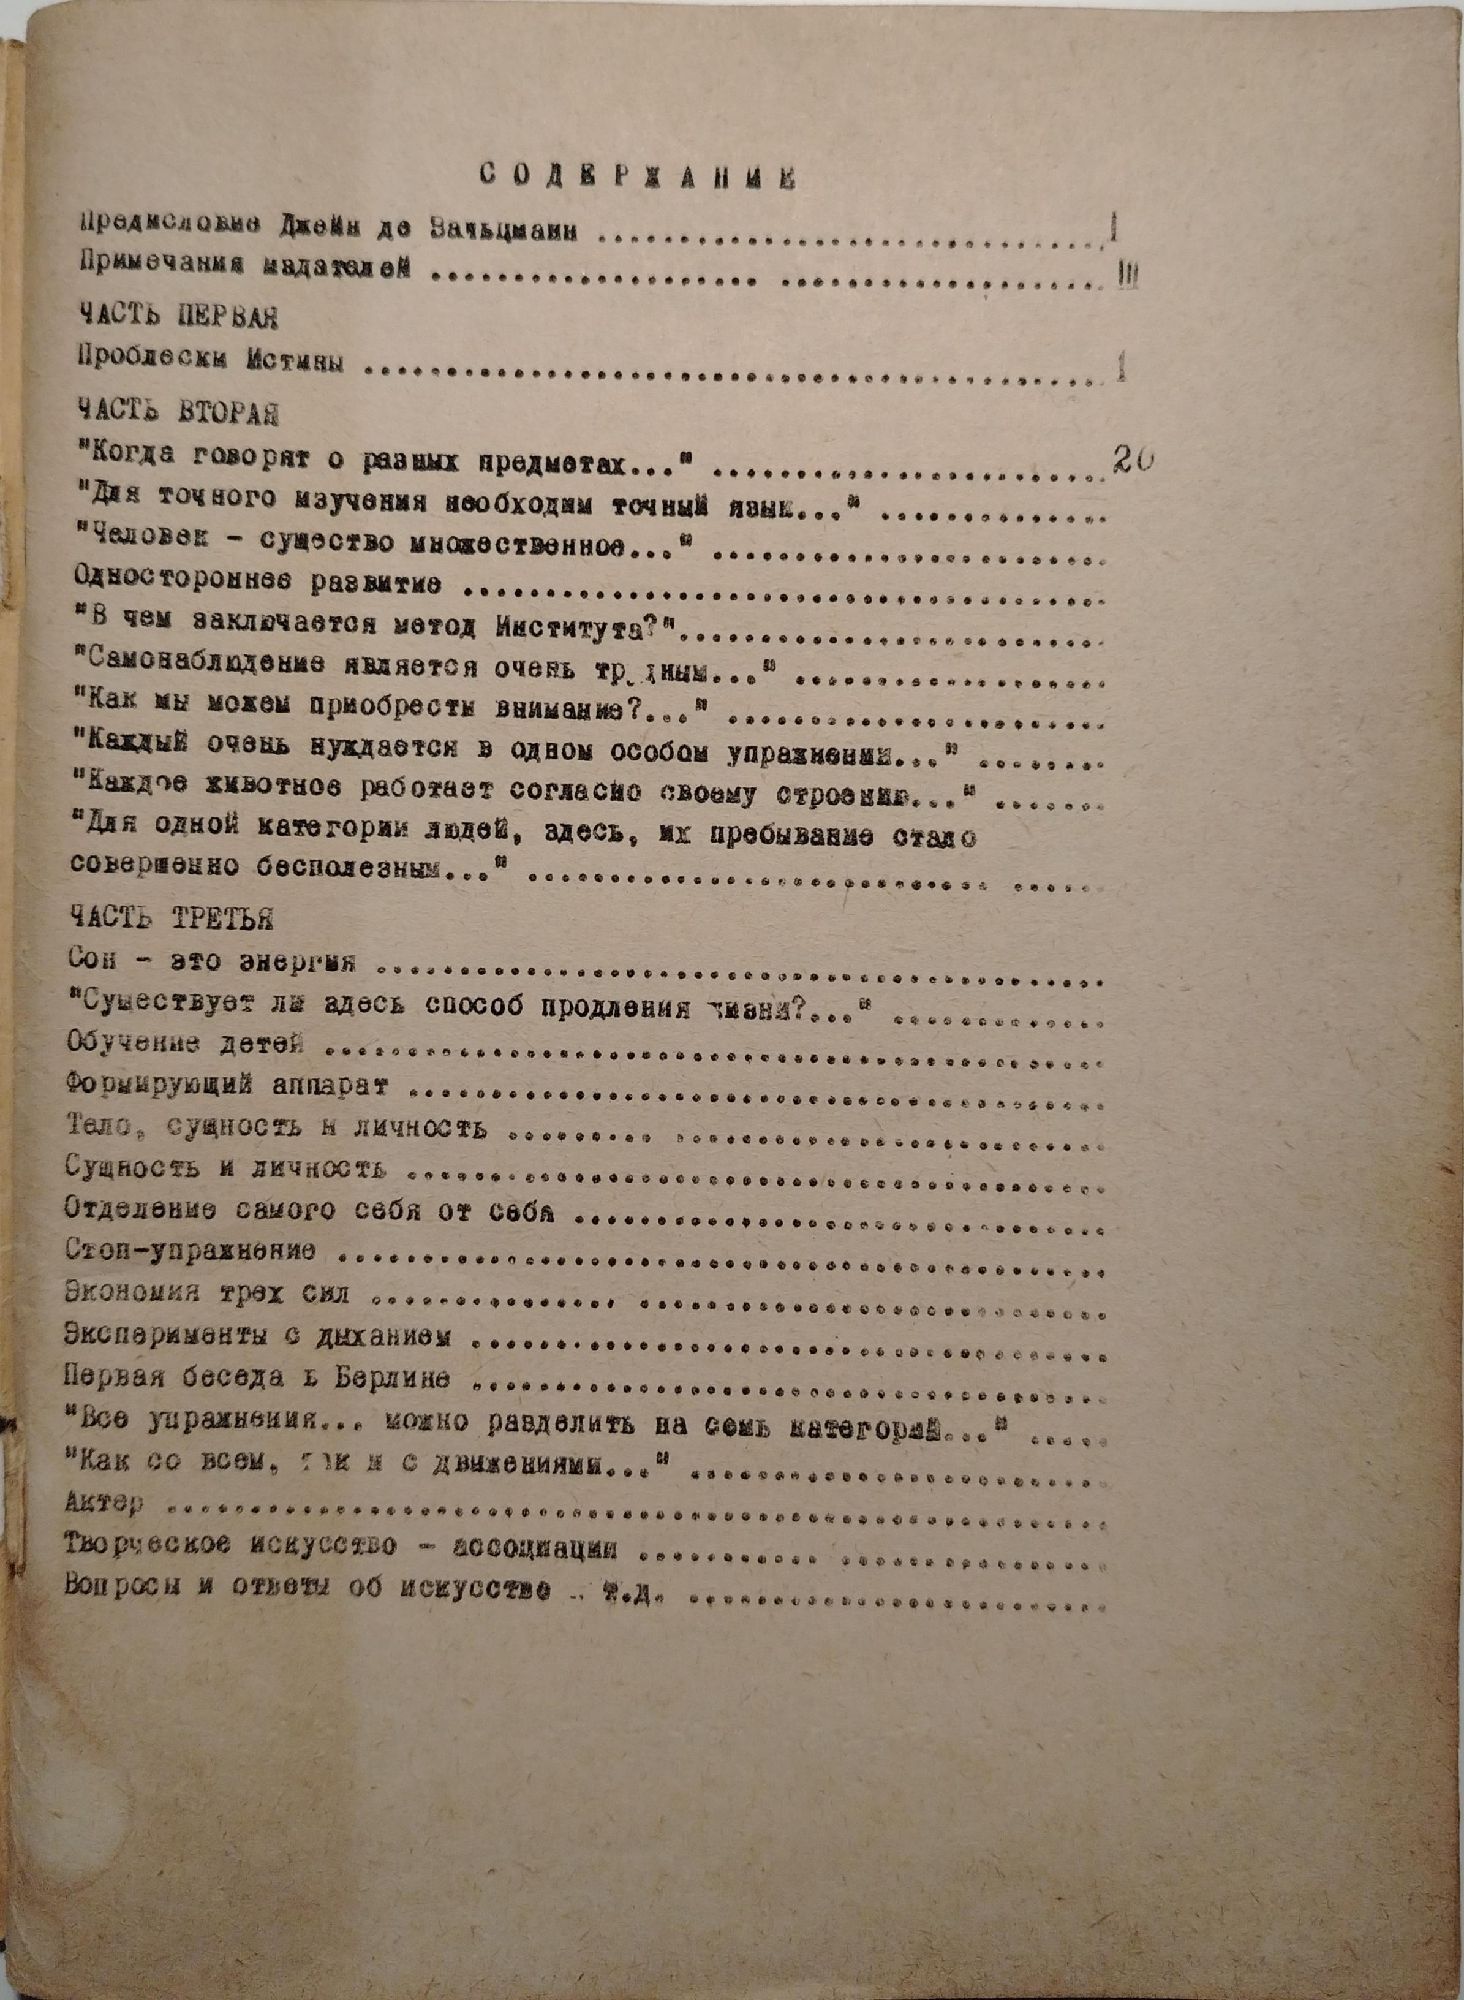 СОДЕРЖАНИЕ
Предисловие Джейн де Зальцманн ............................... I
Примечания издателей .................... .................... III
ЧАСТЬ ПЕРВАЯ
Проблески Истины ............................................. 1
ЧАСТЬ ВТОРАЯ
"Когда говорят о разных предметах..." ........................ 20
"Для точного изучения необходим точный язык..." ..............
"Человек - существо множественное..." ........................
Одностороннее развитие .......................................
"В чем заключается метод Института?"..........................
"Самонаблюдение является очень трудным..." ...................
"Как мы можем приобрести внимание?..." .......................
"Каждый очень нуждается в одном особом упражнении..." ........
"Каждое животное работает согласно своему строению..." .......
"Для одной категории людей, здесь, их пребывание стало
совершенно бесполезным..." ............................ ......
ЧАСТЬ ТРЕТЬЯ
Сон - это энергия ............................................
"Существует ли здесь способ продления жизни?..." .............
Обучение детей ...............................................
Формирующий аппарат ..........................................
Тело, сущность и личность ......... ..........................
Сущность и личность ..........................................
Отделение самого себя от себя ................................
Стоп-упражнение ..............................................
Экономия трех сил ............... ............................
Эксперименты с дыханием ......................................
Первая беседа в Берлине ......................................
"Все упражнения... можно разделить на семь категорий..." .....
"Как со всем, так и с движениями..." .........................
Актер ........................................................
Творческое искусство - ассоциации ........... ................
Вопросы и ответы об искусстве и т.д. .........................